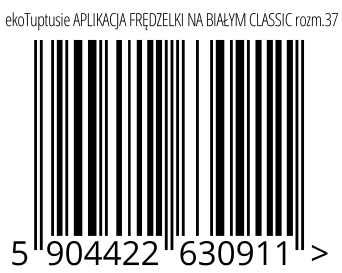 ekoTuptusie APLIKACJA FRĘDZELKI NA BIAŁYM CLASSIC rozm.37
5 904422 630911 >